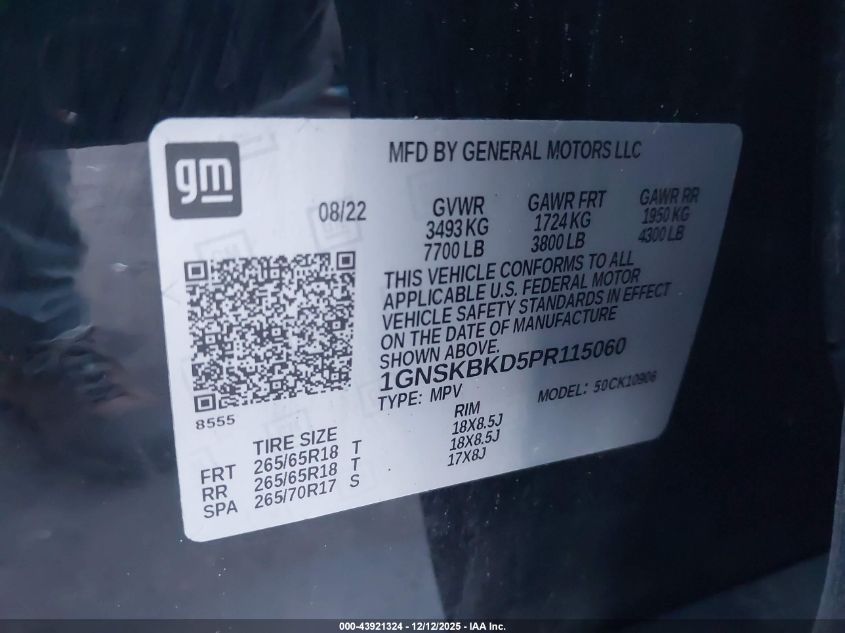 gm
MFD BY GENERAL MOTORS LLC
08/22
GVWR GAWR FRT GAWR RR
3493 KG 1724 KG 1950 KG
7700 LB 3800 LB 4300 LB
THIS VEHICLE CONFORMS TO ALL
APPLICABLE U.S. FEDERAL MOTOR
VEHICLE SAFETY STANDARDS IN EFFECT
ON THE DATE OF MANUFACTURE
SHOWN ABOVE.
1GNSKBKD5PR115060
TYPE: MPV MODEL: 50CK10906
8555
TIRE SIZE RIM
FRT 265/65R18 T 18X8.5J
RR 265/65R18 T 18X8.5J
SPA 265/70R17 S 17X8J
000-43921324 - 12/12/2025 - IAA Inc.